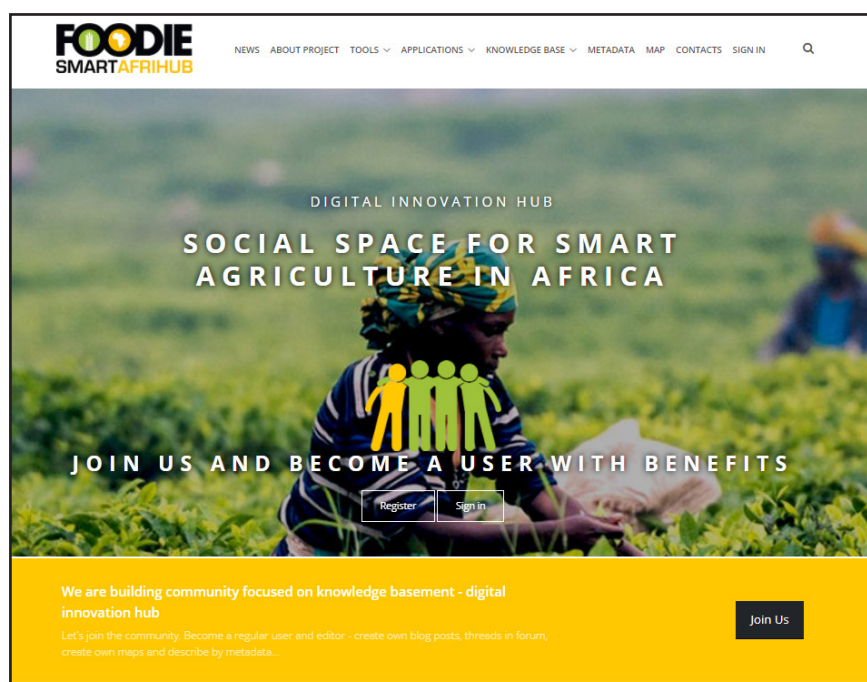 FOODIE
SMARTAFRIHUB
NEWS ABOUT PROJECT TOOLS APPLICATIONS KNOWLEDGE BASE METADATA MAP CONTACTS SIGN IN
DIGITAL INNOVATION HUB
SOCIAL SPACE FOR SMART
AGRICULTURE IN AFRICA
JOIN US AND BECOME A USER WITH BENEFITS
Register Sign in
We are building community focused on knowledge basement - digital
innovation hub
Let's join the community. Become a regular user and editor - create own blog posts, threads in forum,
create own maps and describe by metadata...
Join Us